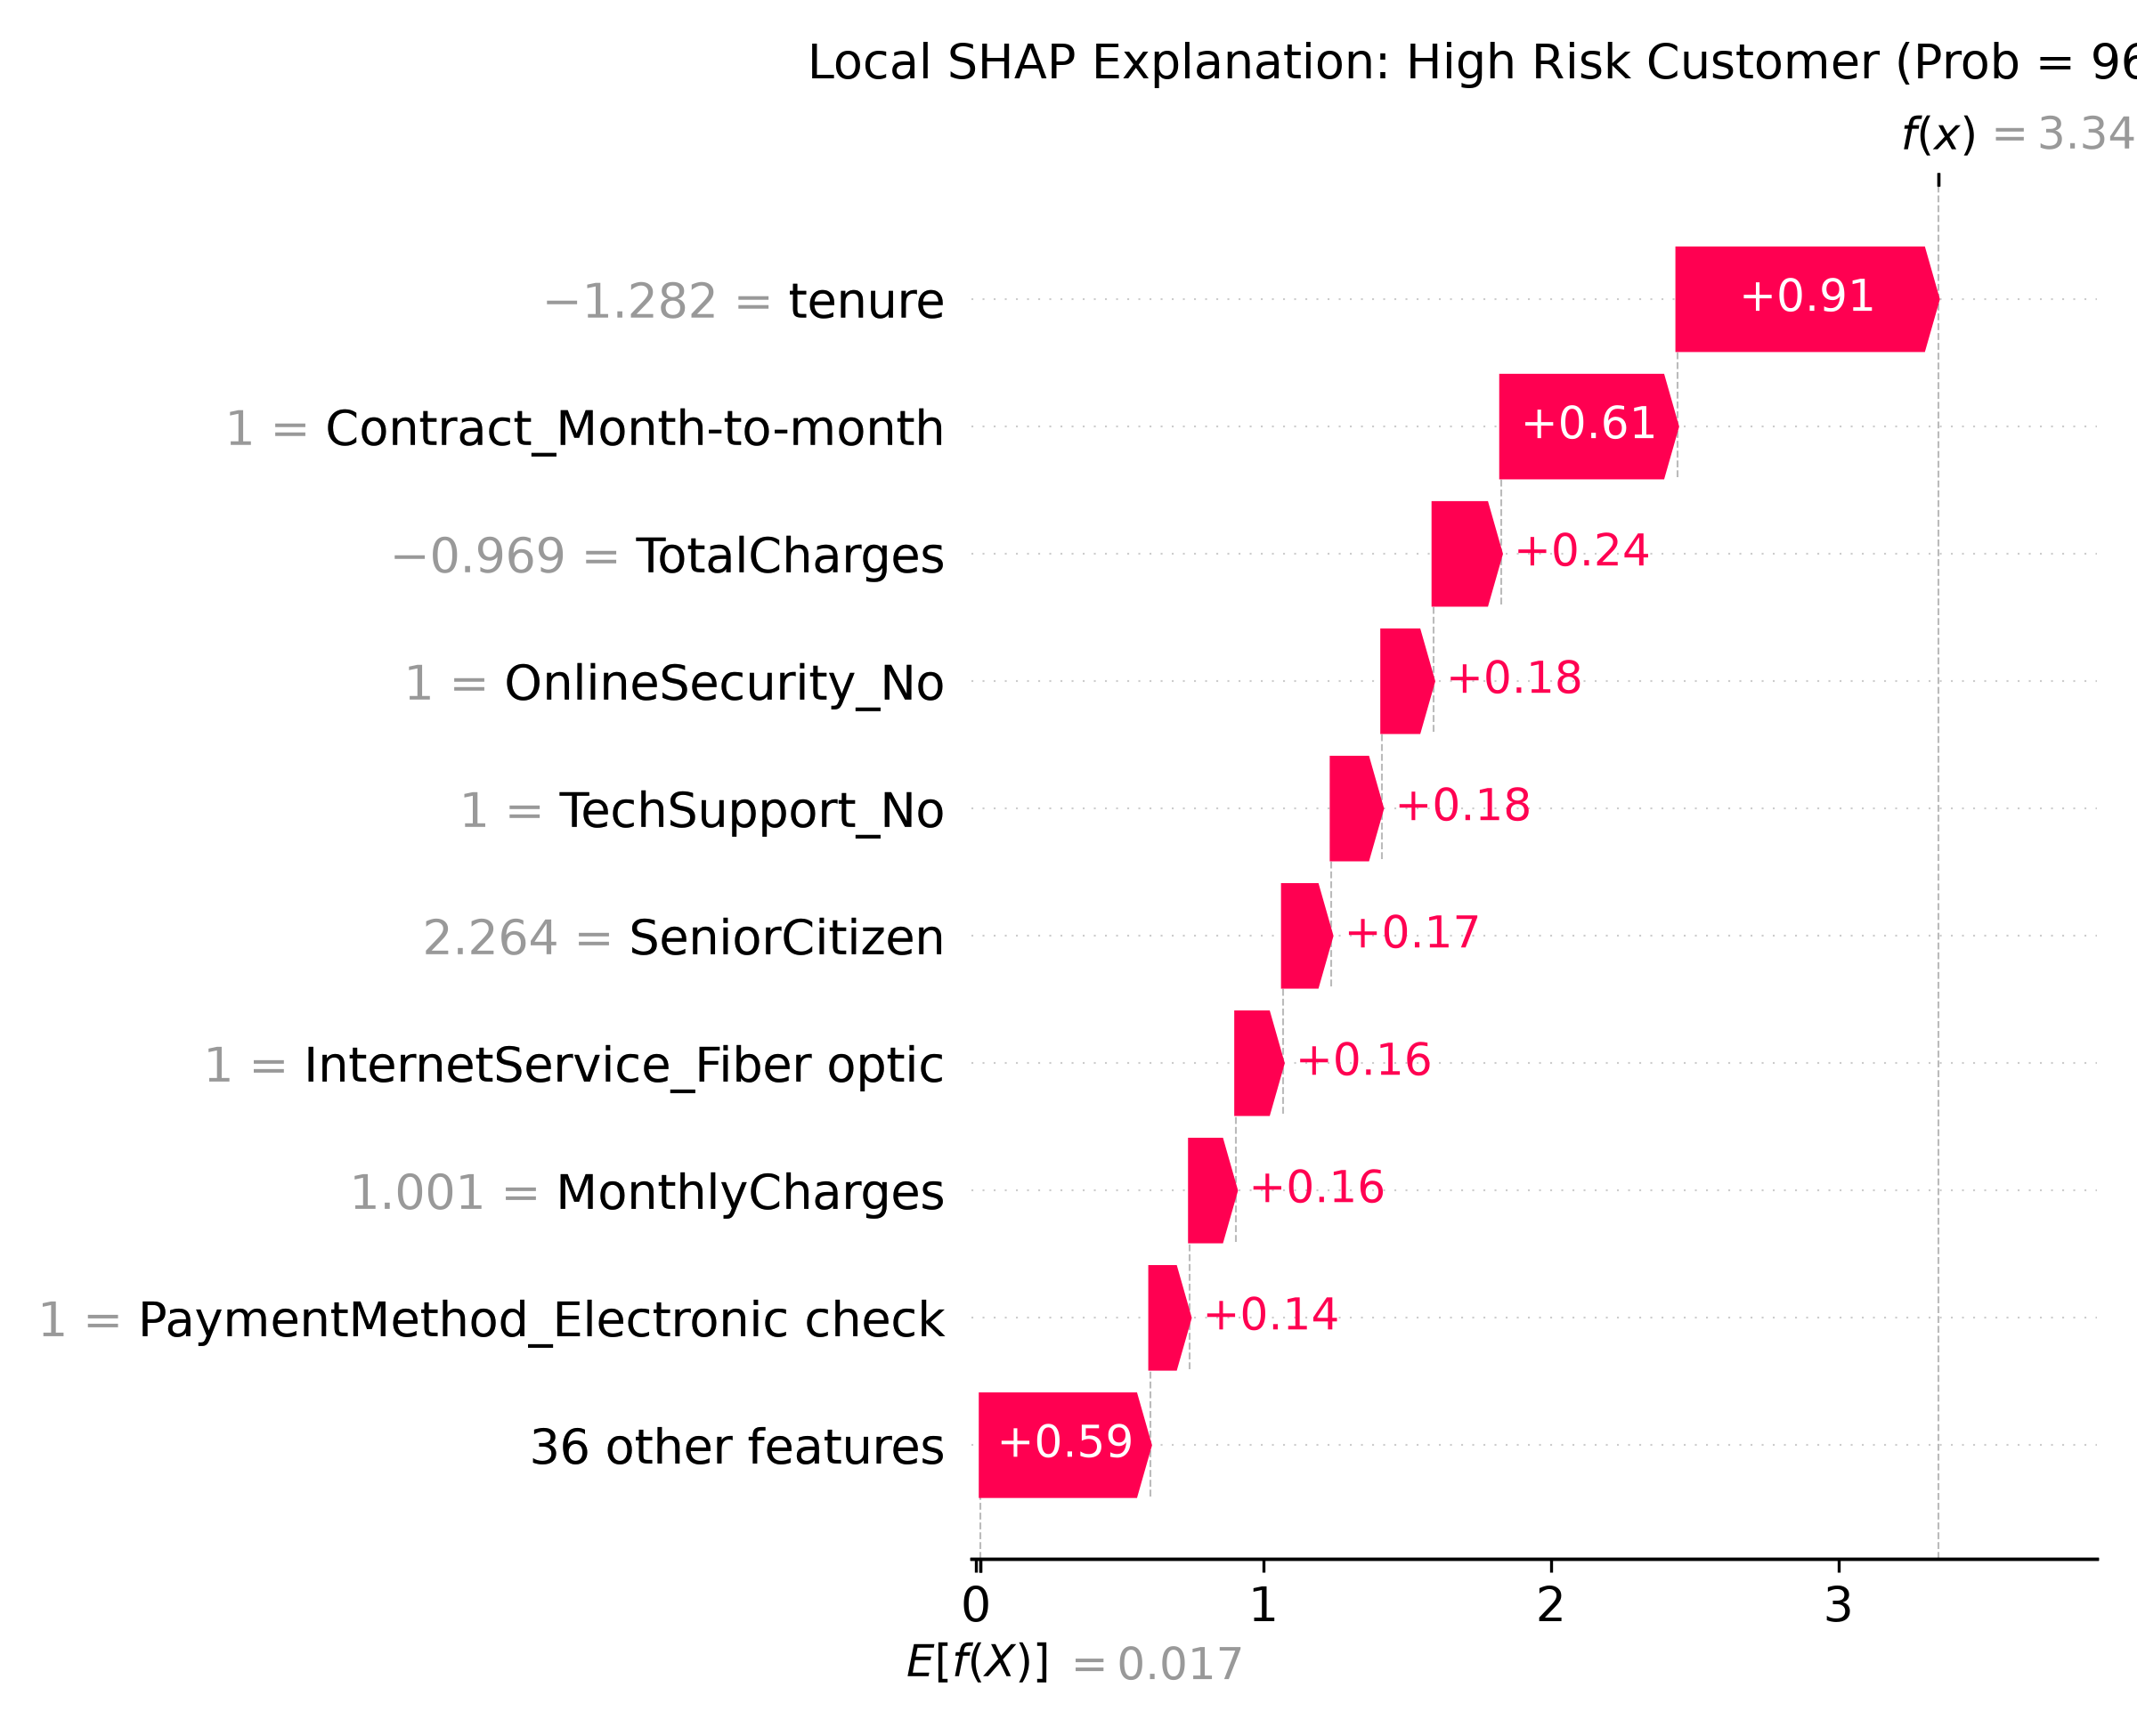 Local SHAP Explanation: High Risk Customer (Prob = 96
f(x) = 3.34
−1.282 = tenure
+0.91
1 = Contract_Month-to-month
+0.61
−0.969 = TotalCharges
+0.24
1 = OnlineSecurity_No
+0.18
1 = TechSupport_No
+0.18
2.264 = SeniorCitizen
+0.17
1 = InternetService_Fiber optic
+0.16
1.001 = MonthlyCharges
+0.16
1 = PaymentMethod_Electronic check
+0.14
36 other features
+0.59
0 1 2 3
E[f(X)] = 0.017